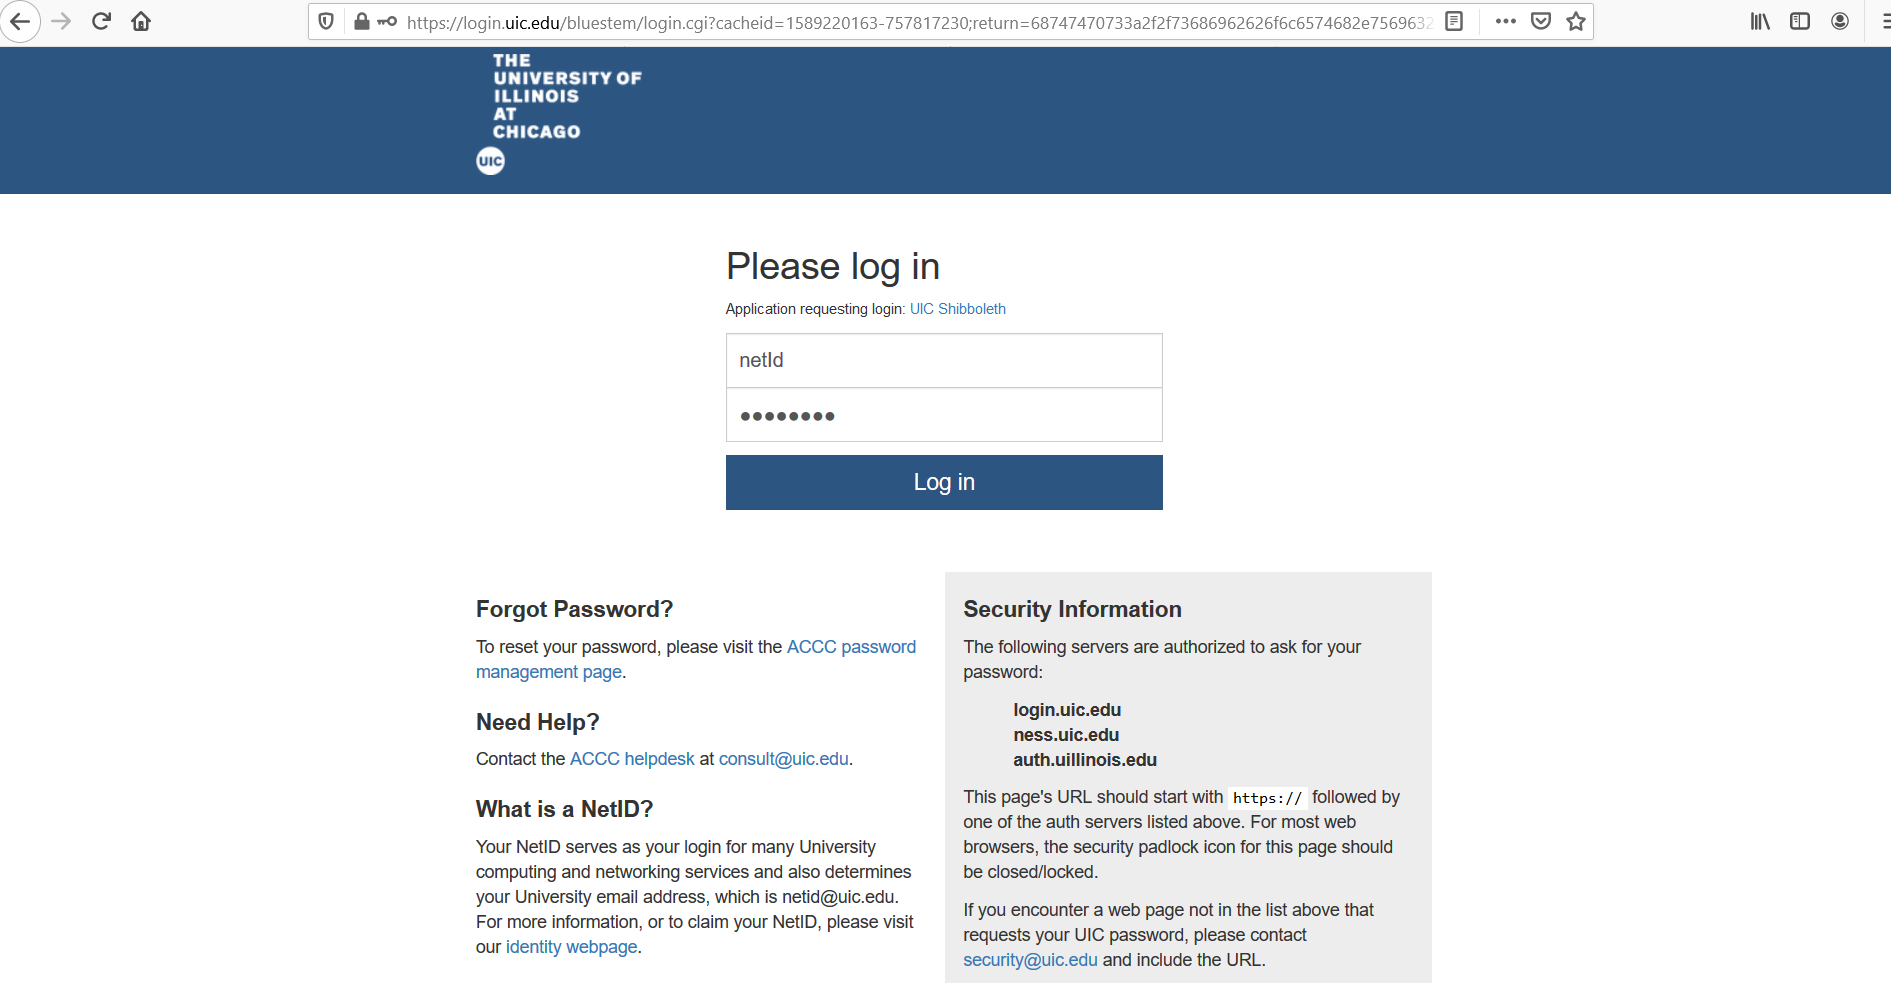 https://login.uic.edu/bluestem/login.cgi?cacheid=1589220163-757817230;return=68747470733a2f2f73686962626f6c6574682e7569632
THE
UNIVERSITY OF
ILLINOIS
AT
CHICAGO
UIC
Please log in
Application requesting login: UIC Shibboleth
netId
●●●●●●●●
Log in
Forgot Password?
To reset your password, please visit the ACCC password
management page.
Need Help?
Contact the ACCC helpdesk at consult@uic.edu.
What is a NetID?
Your NetID serves as your login for many University
computing and networking services and also determines
your University email address, which is netid@uic.edu.
For more information, or to claim your NetID, please visit
our identity webpage.
Security Information
The following servers are authorized to ask for your
password:
login.uic.edu
ness.uic.edu
auth.uillinois.edu
This page's URL should start with https:// followed by
one of the auth servers listed above. For most web
browsers, the security padlock icon for this page should
be closed/locked.
If you encounter a web page not in the list above that
requests your UIC password, please contact
security@uic.edu and include the URL.